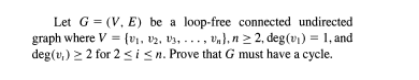 Let G = (V, E) be a loop-free connected undirected
graph where V = {v₁, v₂, v₃, . . . , vₙ}, n ≥ 2, deg(v₁) = 1, and
deg(vᵢ) ≥ 2 for 2 ≤ i ≤ n. Prove that G must have a cycle.